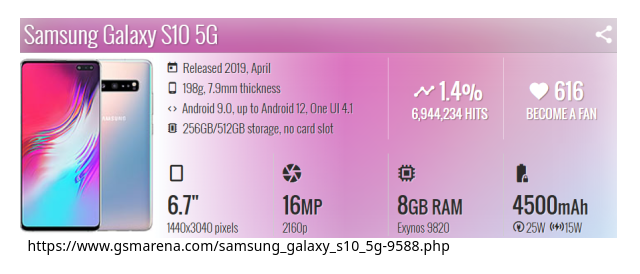 Samsung Galaxy S10 5G
Released 2019, April
198g, 7.9mm thickness
Android 9.0, up to Android 12, One UI 4.1
256GB/512GB storage, no card slot
1.4%
6,944,234 HITS
616
BECOME A FAN
SAMSUNG
6.7"
1440x3040 pixels
16MP
2160p
8GB RAM
Exynos 9820
4500mAh
25W 15W
https://www.gsmarena.com/samsung_galaxy_s10_5g-9588.php